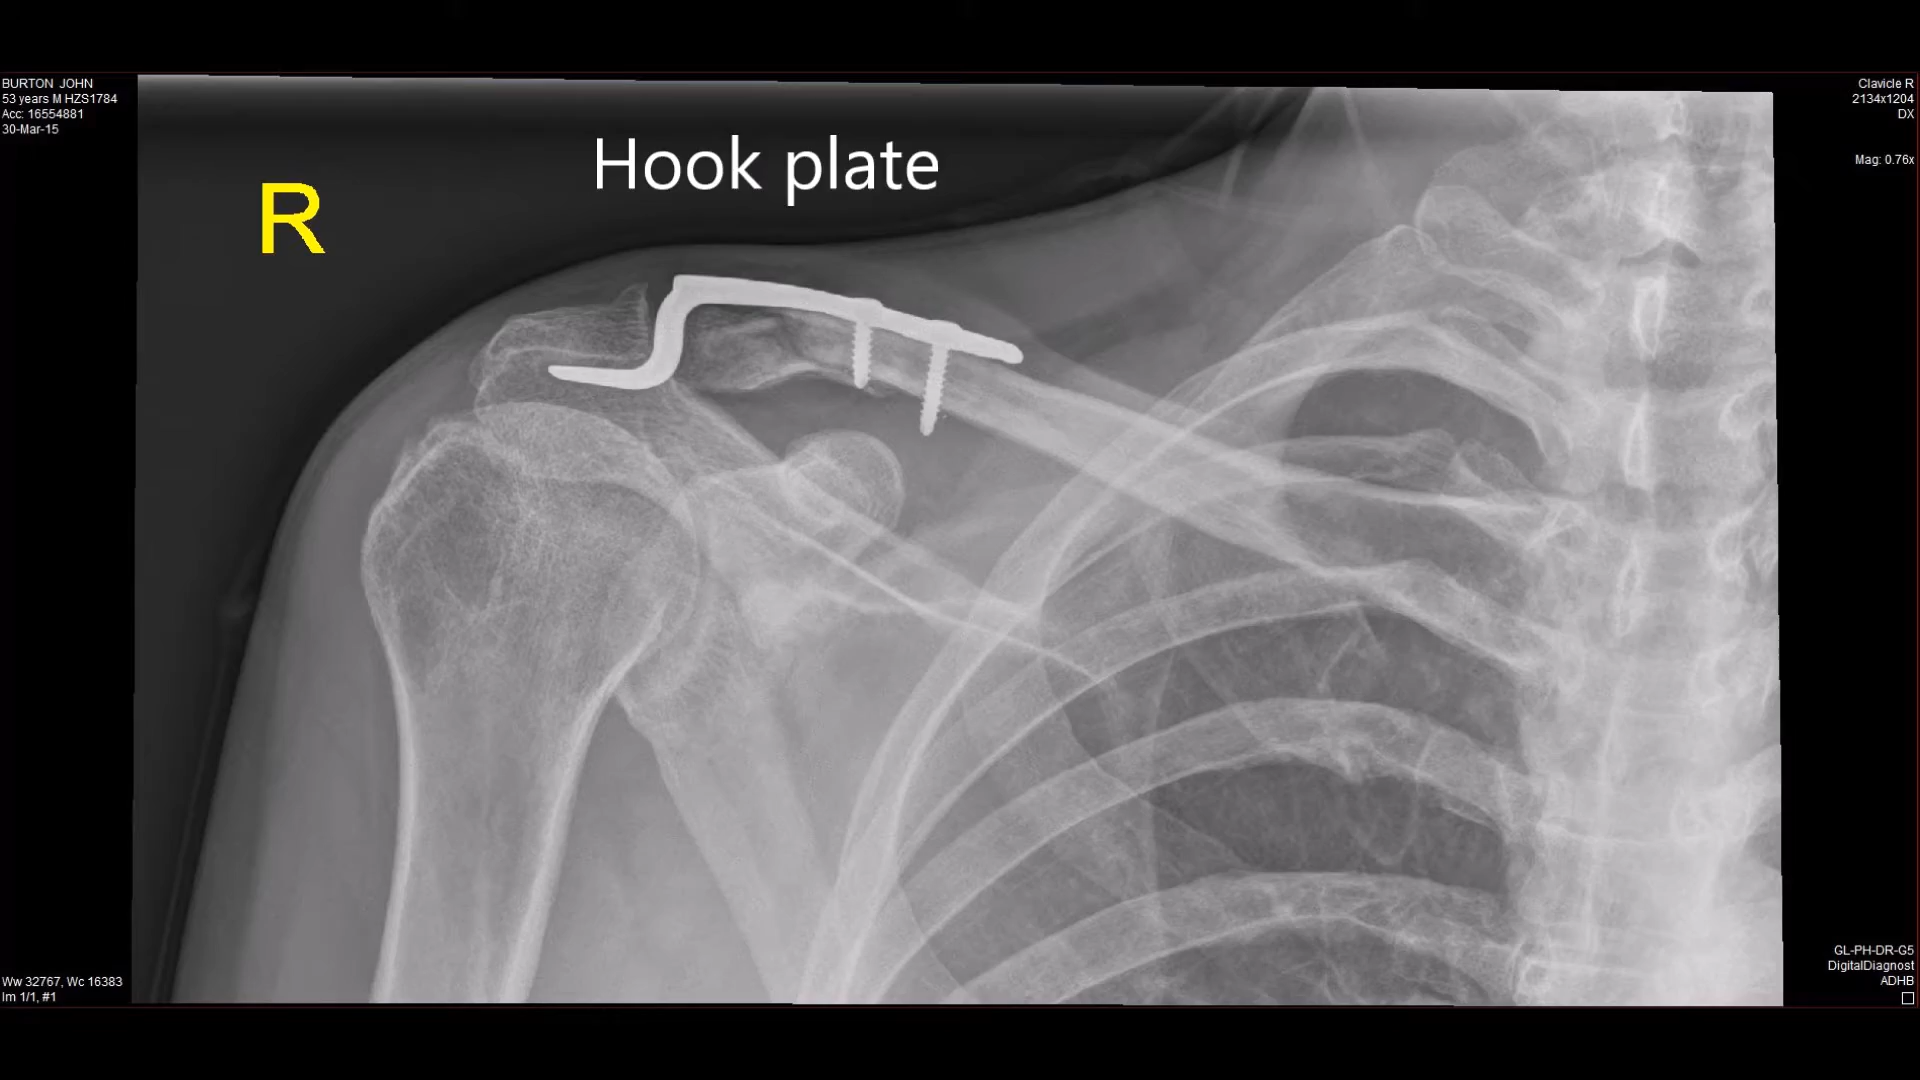 BURTON JOHN
53 years M HZS1784
Acc: 16554881
30-Mar-15
Clavicle R
2134x1204
DX
Mag: 0.76x
Hook plate
R
Ww 32767, Wc 16383
Im 1/1, #1
GL-PH-DR-G5
DigitalDiagnost
ADHB